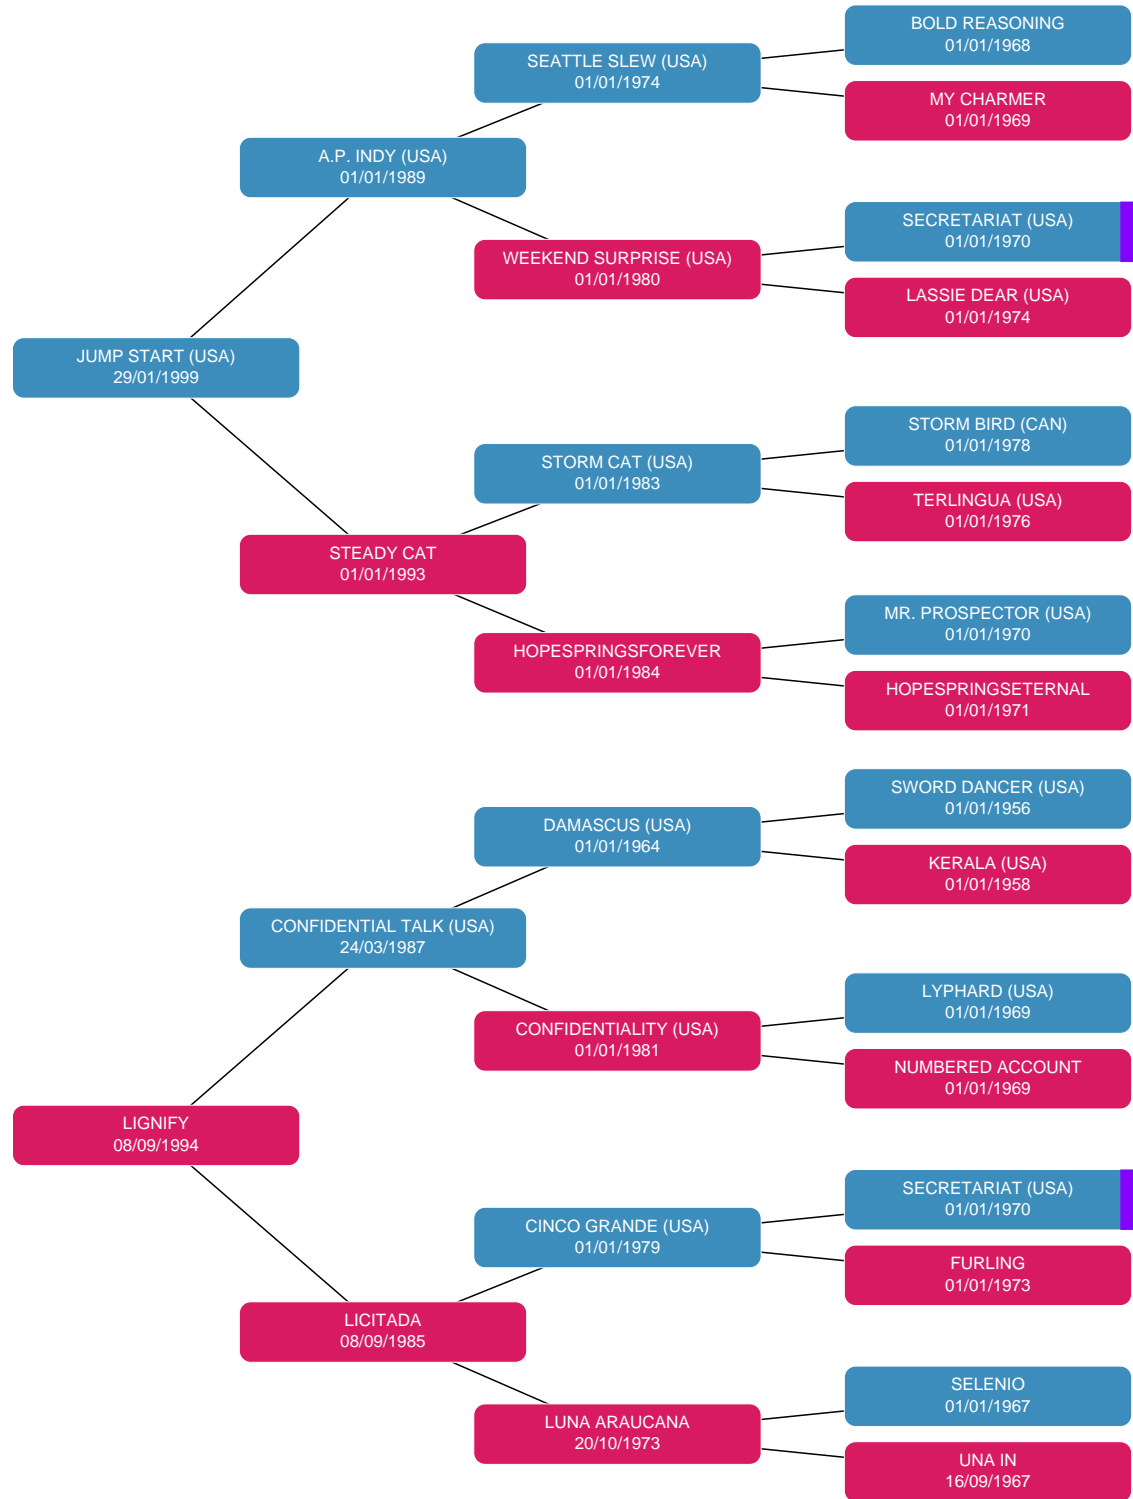 BOLD REASONING
01/01/1968
SEATTLE SLEW (USA)
01/01/1974
MY CHARMER
01/01/1969
A.P. INDY (USA)
01/01/1989
SECRETARIAT (USA)
01/01/1970
WEEKEND SURPRISE (USA)
01/01/1980
LASSIE DEAR (USA)
01/01/1974
JUMP START (USA)
29/01/1999
STORM BIRD (CAN)
01/01/1978
STORM CAT (USA)
01/01/1983
TERLINGUA (USA)
01/01/1976
STEADY CAT
01/01/1993
MR. PROSPECTOR (USA)
01/01/1970
HOPESPRINGSFOREVER
01/01/1984
HOPESPRINGSETERNAL
01/01/1971
SWORD DANCER (USA)
01/01/1956
DAMASCUS (USA)
01/01/1964
KERALA (USA)
01/01/1958
CONFIDENTIAL TALK (USA)
24/03/1987
LYPHARD (USA)
01/01/1969
CONFIDENTIALITY (USA)
01/01/1981
NUMBERED ACCOUNT
01/01/1969
LIGNIFY
08/09/1994
SECRETARIAT (USA)
01/01/1970
CINCO GRANDE (USA)
01/01/1979
FURLING
01/01/1973
LICITADA
08/09/1985
SELENIO
01/01/1967
LUNA ARAUCANA
20/10/1973
UNA IN
16/09/1967